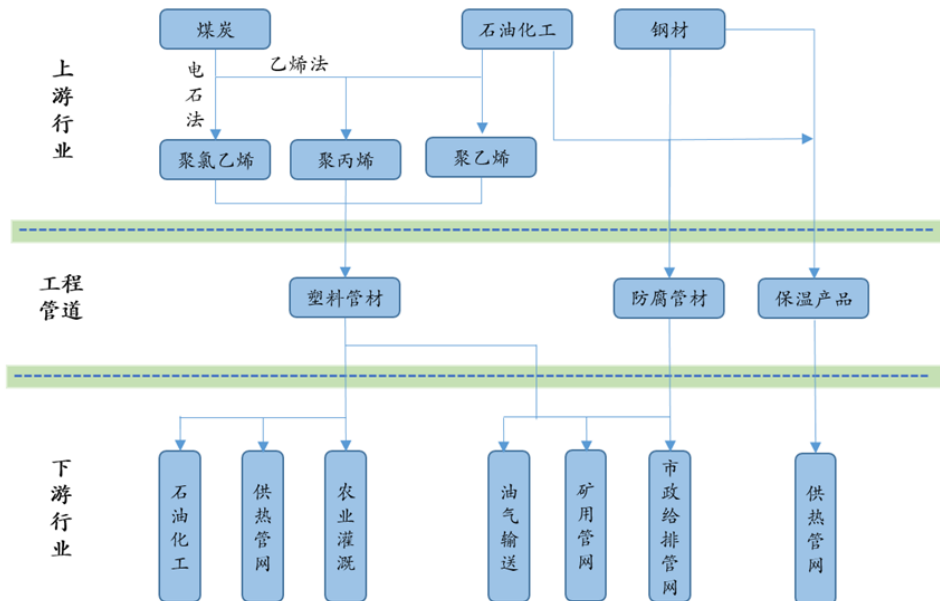 煤炭
石油化工
钢材
乙烯法
电石法
上游行业
聚氯乙烯
聚丙烯
聚乙烯
工程
管道
塑料管材
防腐管材
保温产品
下游行业
石油化工
供热管网
农业灌溉
油气输送
矿用管网
市政给排管网
供热管网